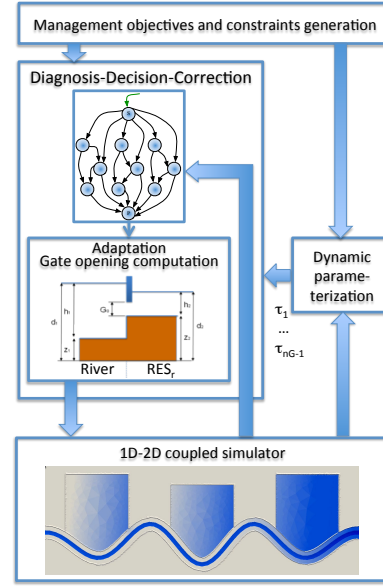 Management objectives and constraints generation
Diagnosis-Decision-Correction
Adaptation
Gate opening computation
h₁
d₁
z₁
G₀
h₂
z₂
d₂
River
RESᵣ
Dynamic
parame-
terization
τ₁
...
τnG-1
1D-2D coupled simulator